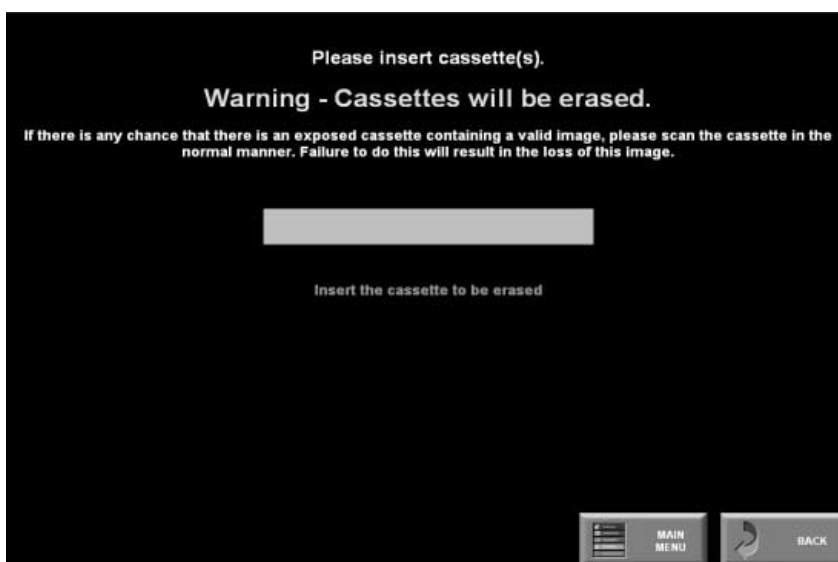 Please insert cassette(s).
Warning - Cassettes will be erased.
If there is any chance that there is an exposed cassette containing a valid image, please scan the cassette in the
normal manner. Failure to do this will result in the loss of this image.
Insert the cassette to be erased
MAIN
MENU
BACK